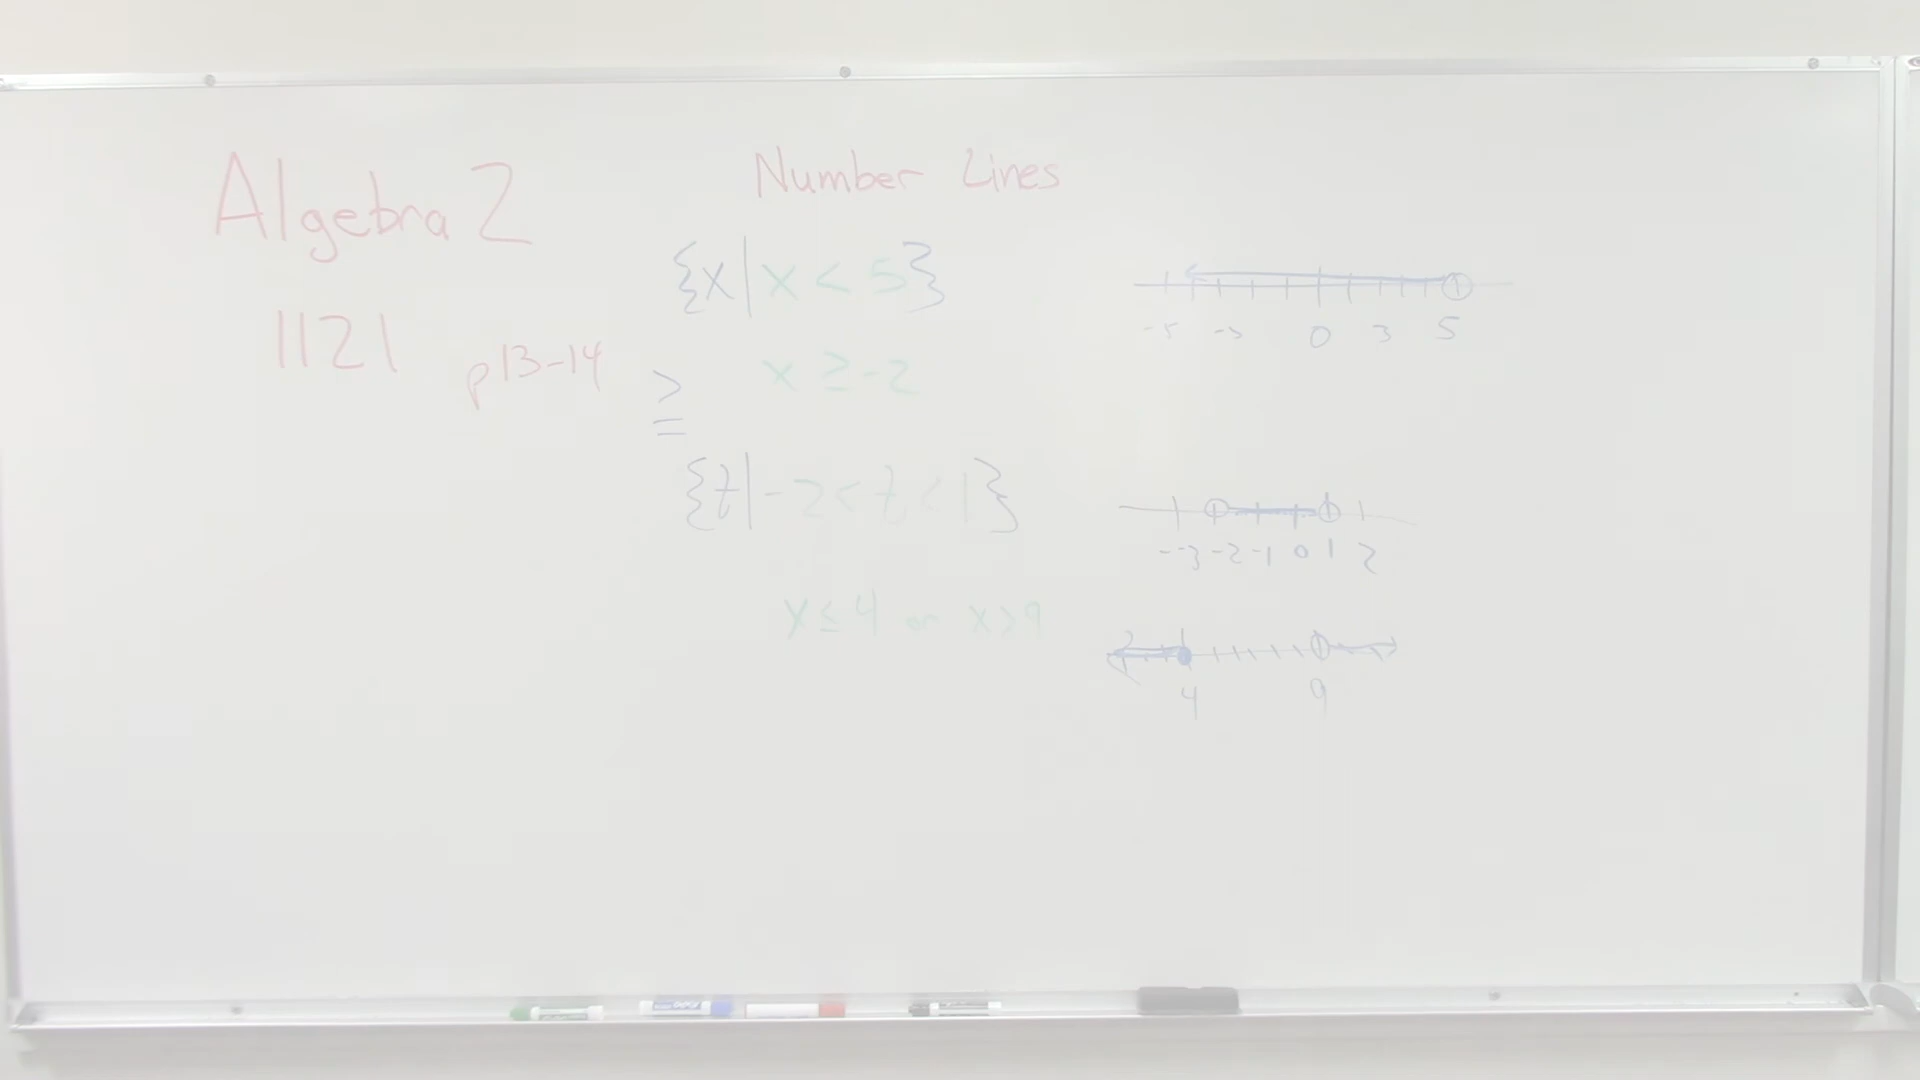 Algebra 2
1121
p13-14
Number Lines
{x|x < 5}
x ≥ -2
≥
{t|-2 < t < 1}
x ≤ 4 or x > 9
-5 -3 0 3 5
-3 -2 -1 0 1 2
4 9